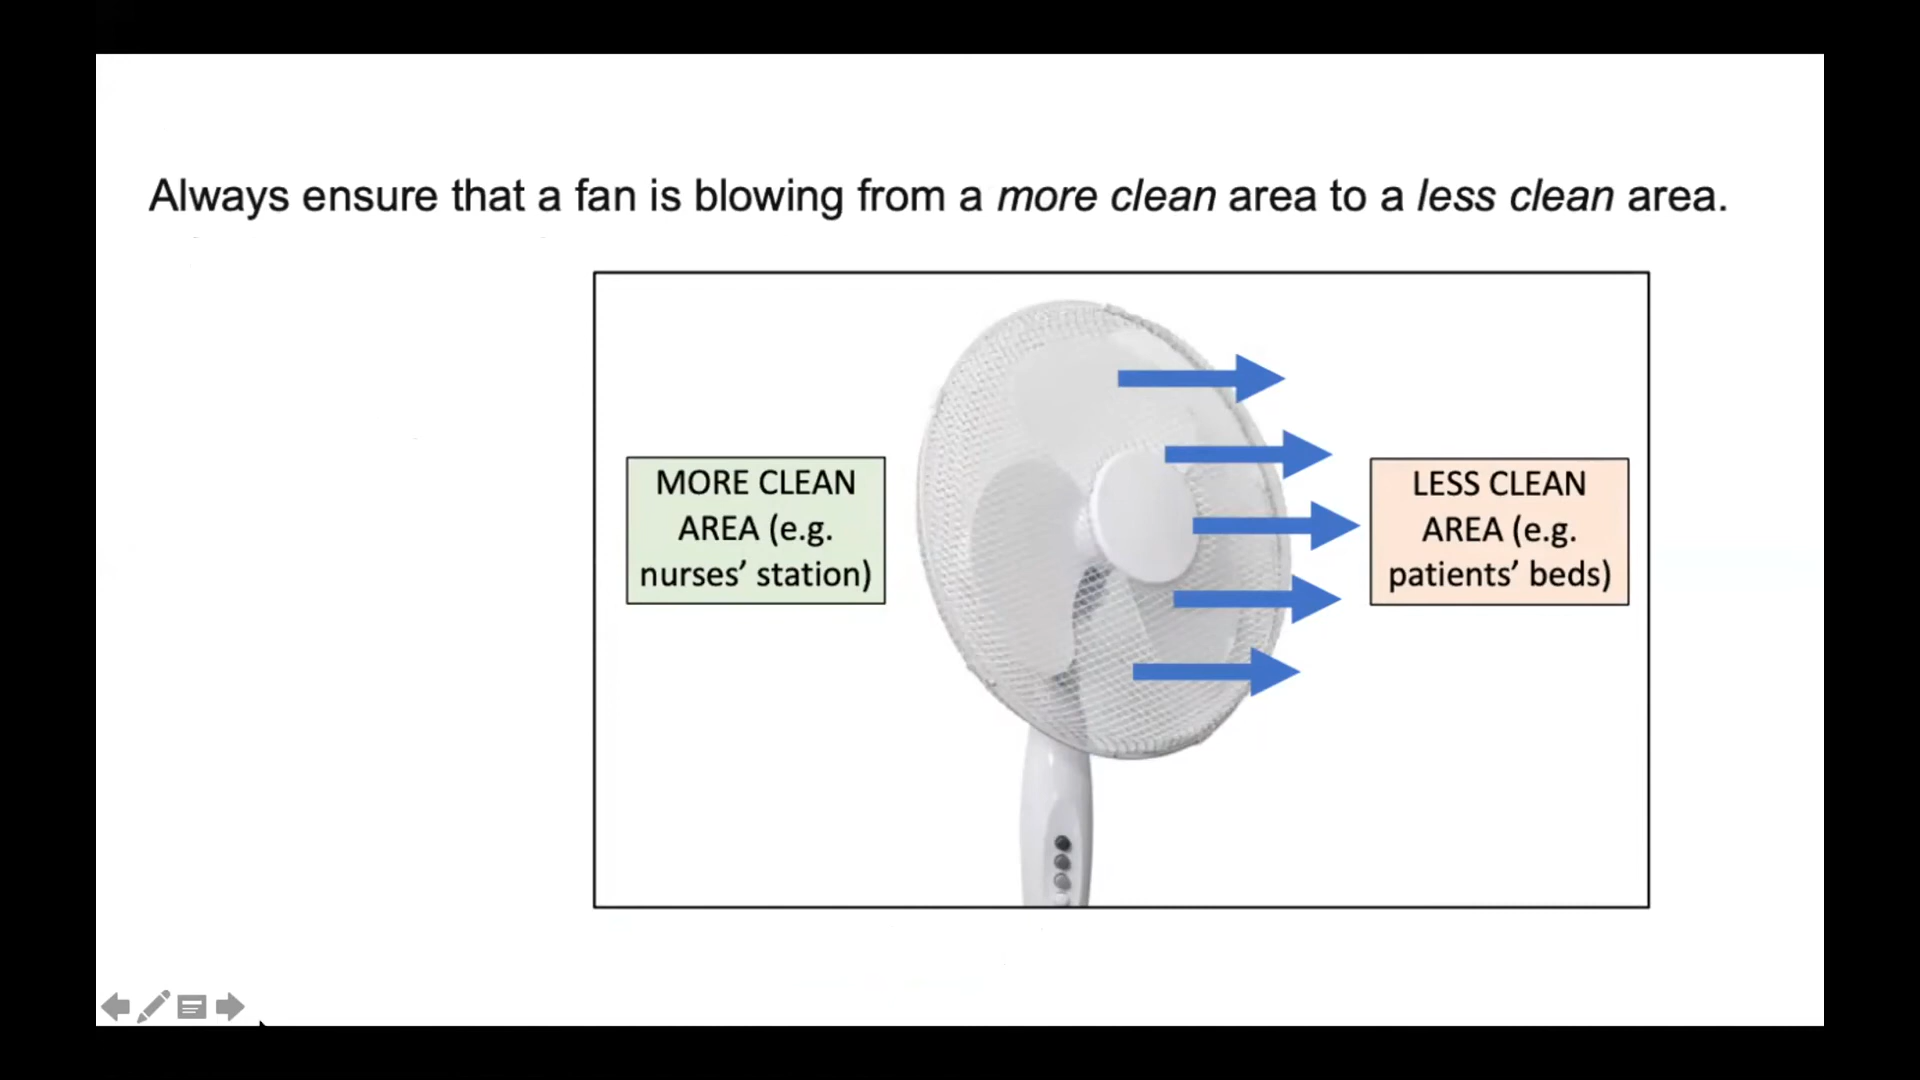 Always ensure that a fan is blowing from a more clean area to a less clean area.
MORE CLEAN
AREA (e.g.
nurses’ station)
LESS CLEAN
AREA (e.g.
patients’ beds)